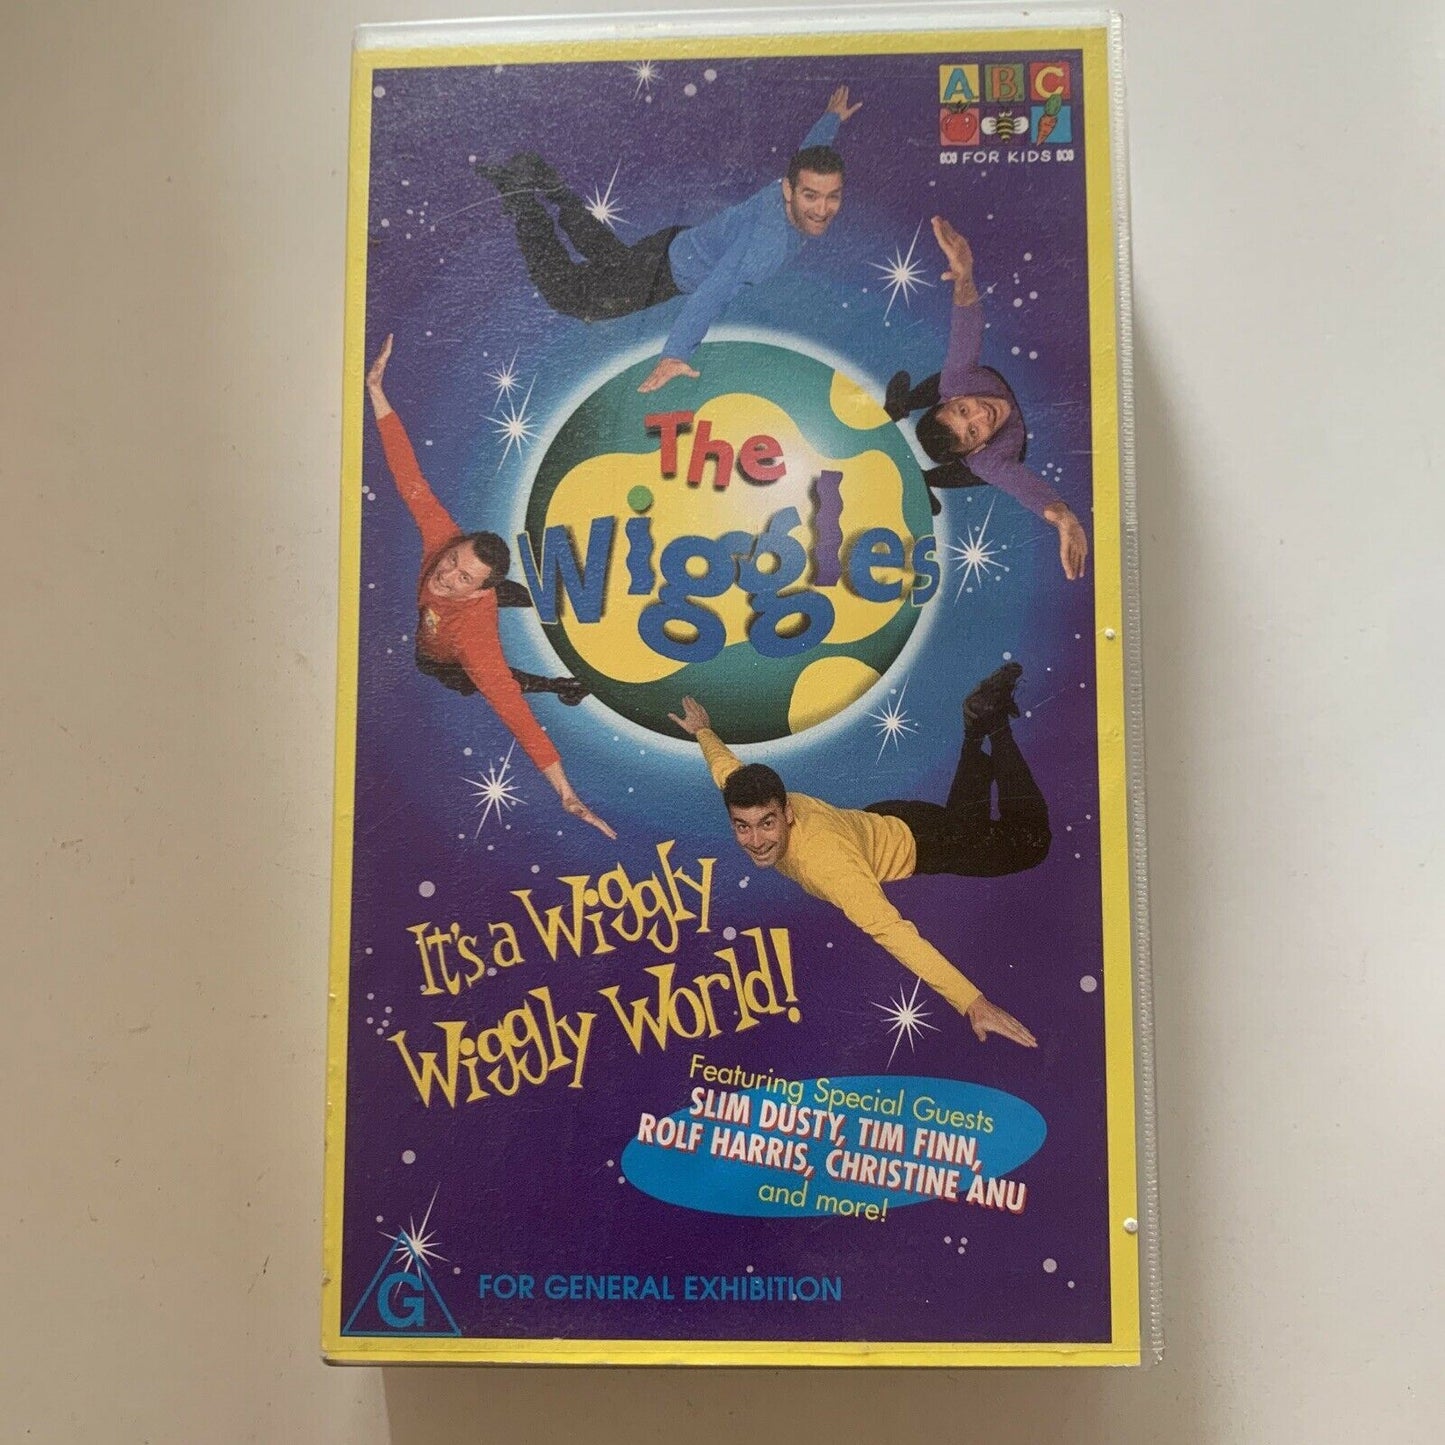 ABC
FOR KIDS
The
Wiggles
It's a Wiggly
Wiggly World!
Featuring Special Guests
SLIM DUSTY, TIM FINN,
ROLF HARRIS, CHRISTINE ANU
and more!
G FOR GENERAL EXHIBITION